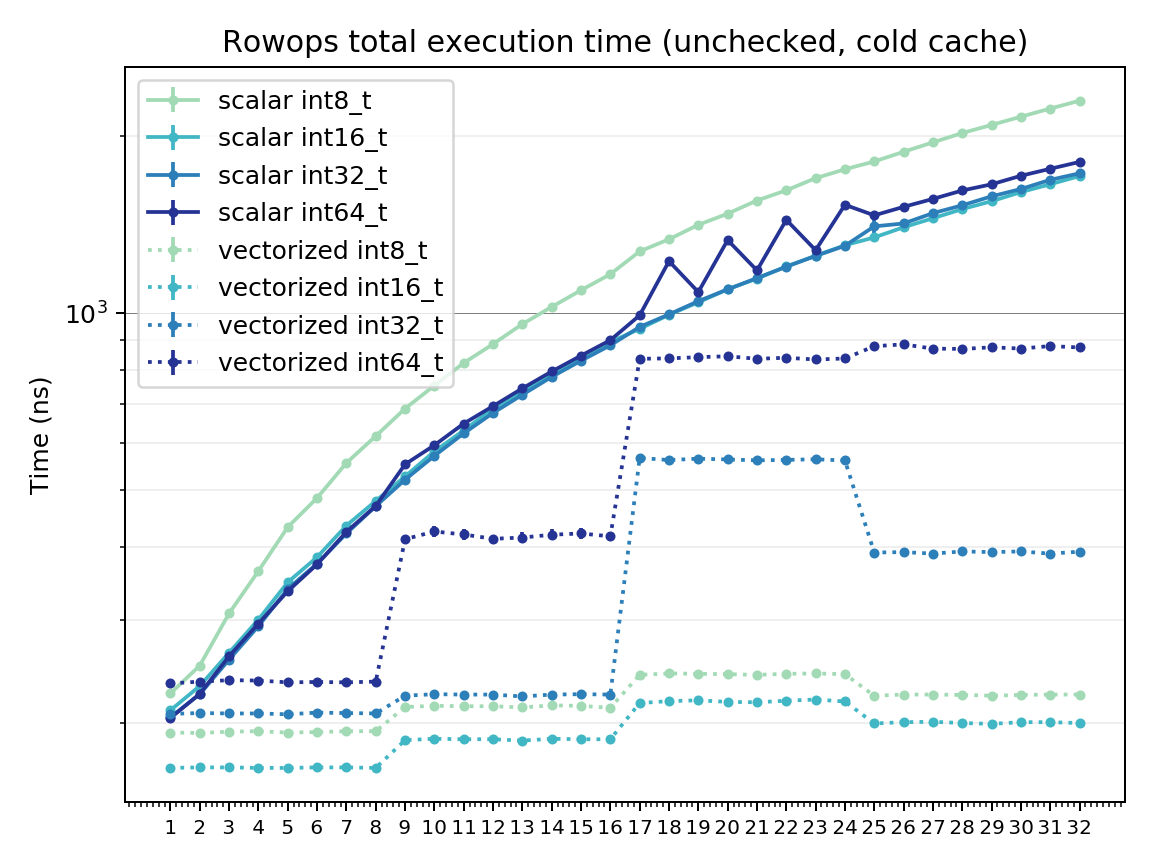 Rowops total execution time (unchecked, cold cache)
scalar int8_t
scalar int16_t
scalar int32_t
scalar int64_t
vectorized int8_t
vectorized int16_t
vectorized int32_t
vectorized int64_t
10³
Time (ns)
1 2 3 4 5 6 7 8 9 10 11 12 13 14 15 16 17 18 19 20 21 22 23 24 25 26 27 28 29 30 31 32